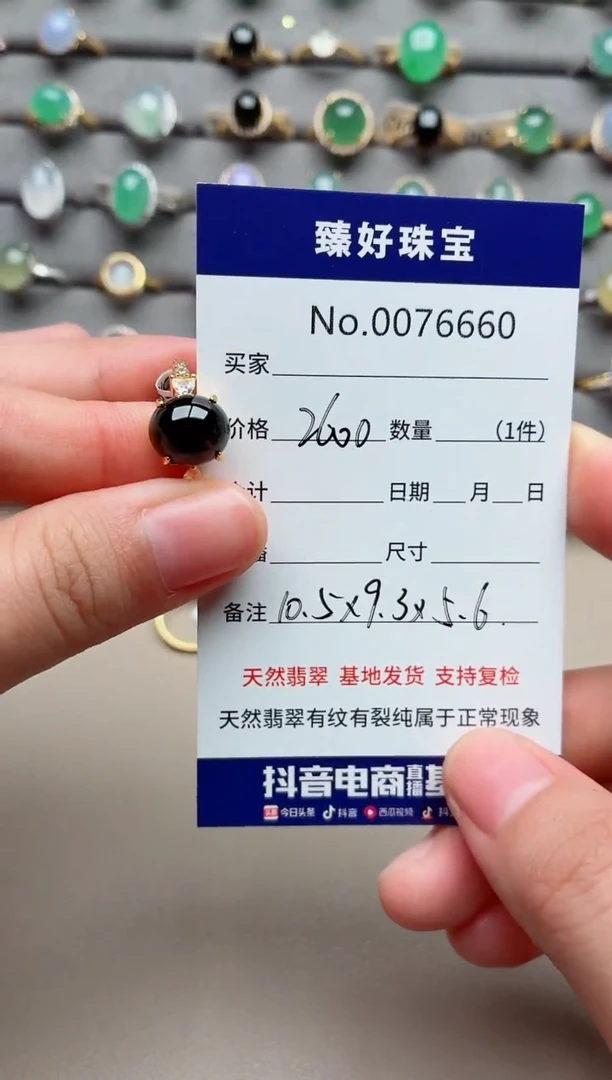 臻好珠宝
No.0076660
买家
价格 2600 数量 (1件)
计 日期 月 日
尺寸
备注 10.5x9.3x5.6
天然翡翠 基地发货 支持复检
天然翡翠有纹有裂纯属于正常现象
抖音电商直播基
今日头条 抖音 西瓜视频 抖